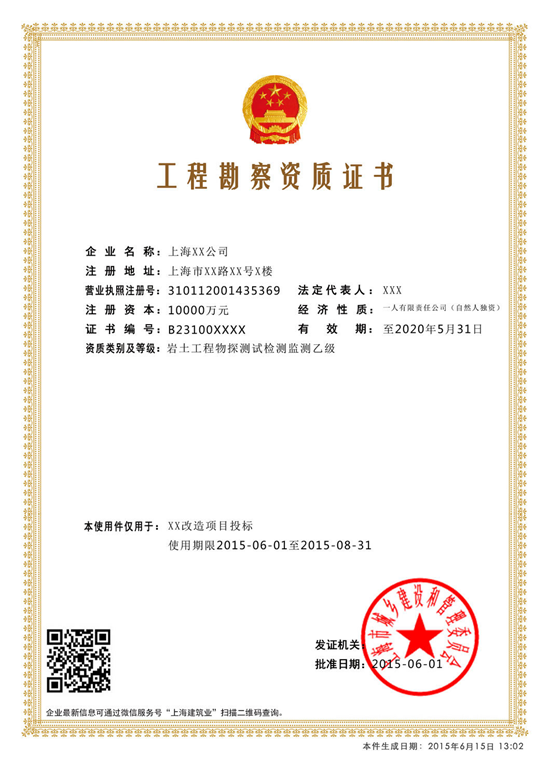 工程勘察资质证书
企业名称：上海XX公司
注册地址：上海市XX路XX号X楼
营业执照注册号：310112001435369 法定代表人：XXX
注册资本：10000万元 经济性质：一人有限责任公司（自然人独资）
证书编号：B23100XXXX 有效期：至2020年5月31日
资质类别及等级：岩土工程物探测试检测监测乙级
本使用件仅用于：XX改造项目投标
使用期限2015-06-01至2015-08-31
上海市城乡建设和管理委员会
发证机关：
批准日期：2015-06-01
企业最新信息可通过微信服务号“上海建筑业”扫描二维码查询。
本件生成日期：2015年6月15日 13:02